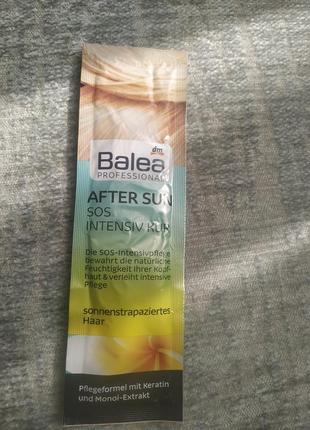 dm
Balea
PROFESSIONAL
AFTER SUN
SOS
INTENSIV KUR
Die SOS-Intensivpflege
bewahrt die natürliche
Feuchtigkeit Ihrer Kopf-
haut & verleiht intensive
Pflege
sonnenstrapaziertes
Haar
Pflegeformel mit Keratin
und Monoi-Extrakt